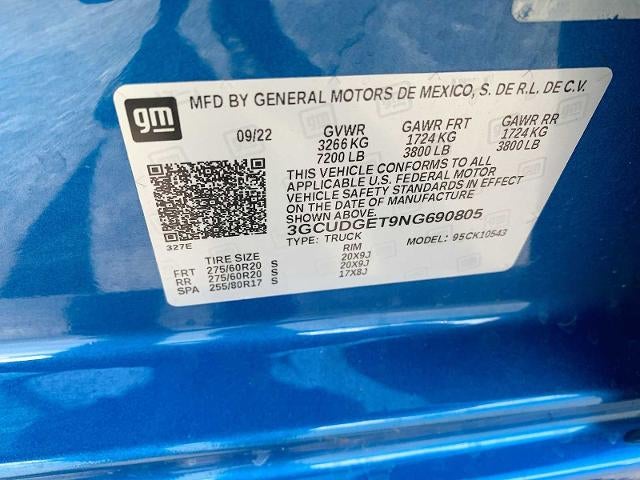 gm
MFD BY GENERAL MOTORS DE MEXICO, S. DE R.L. DE C.V.
09/22 GVWR GAWR FRT GAWR RR
3266 KG 1724 KG 1724 KG
7200 LB 3800 LB 3800 LB
THIS VEHICLE CONFORMS TO ALL
APPLICABLE U.S. FEDERAL MOTOR
VEHICLE SAFETY STANDARDS IN EFFECT
ON THE DATE OF MANUFACTURE
SHOWN ABOVE.
3GCUDGET9NG690805
TYPE: TRUCK MODEL: 95CK10543
327E
TIRE SIZE RIM
FRT 275/60R20 S 20X9J
RR 275/60R20 S 20X9J
SPA 255/80R17 S 17X8J